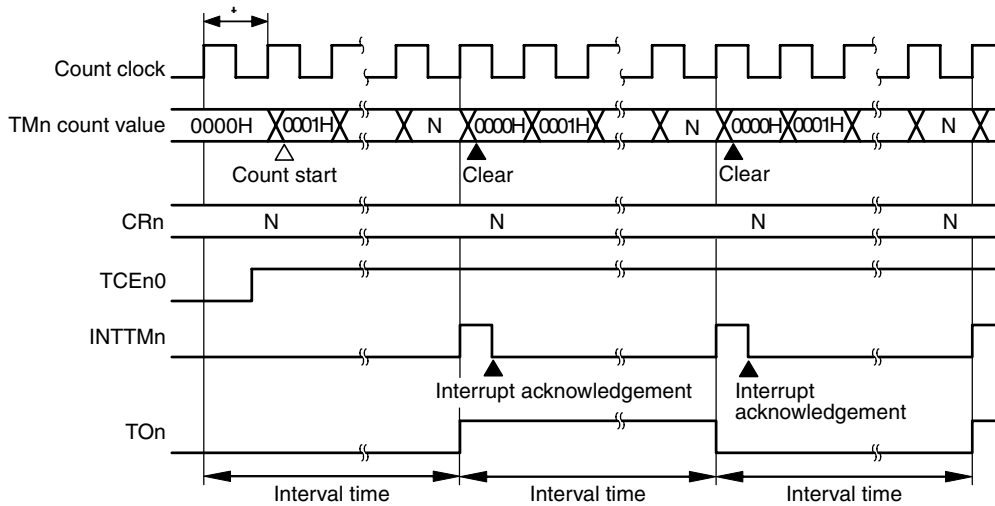 Count clock
TMn count value 0000H 0001H N 0000H 0001H N 0000H 0001H N
Count start Clear Clear
CRn N N N N
TCEn0
INTTMn
Interrupt acknowledgement Interrupt
acknowledgement
TOn
Interval time Interval time Interval time